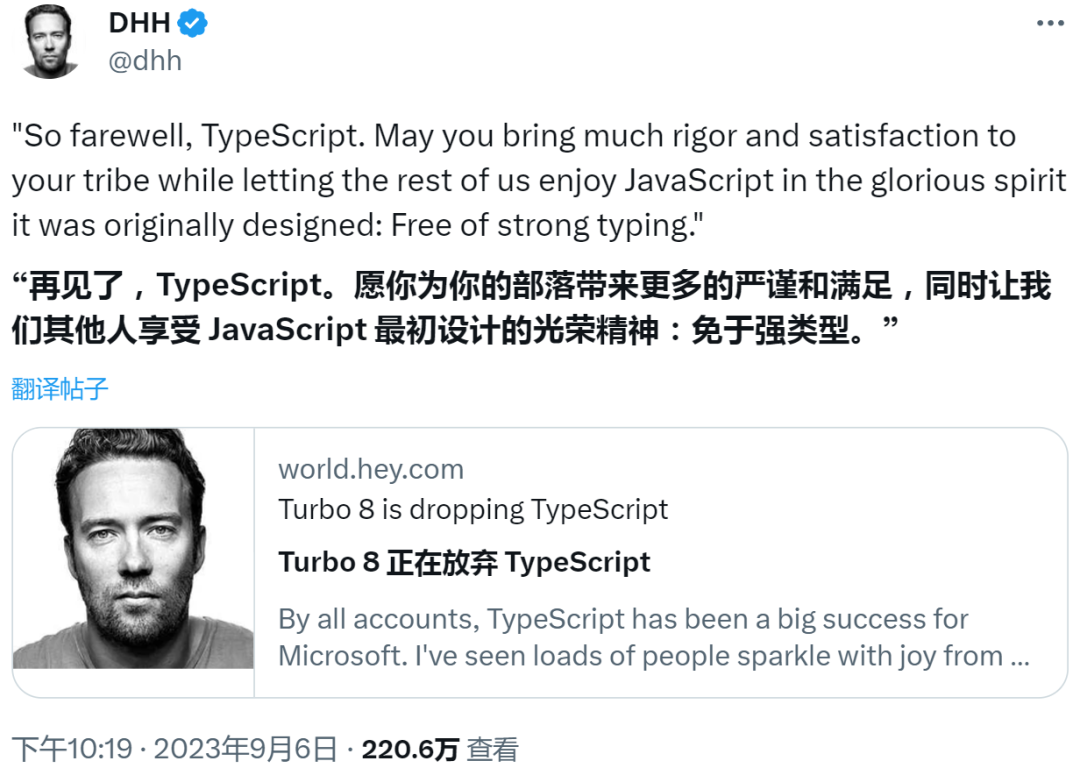 DHH
@dhh
"So farewell, TypeScript. May you bring much rigor and satisfaction to
your tribe while letting the rest of us enjoy JavaScript in the glorious spirit
it was originally designed: Free of strong typing."
“再见了，TypeScript。愿你为你的部落带来更多的严谨和满足，同时让我
们其他人享受 JavaScript 最初设计的光荣精神：免于强类型。”
翻译帖子
world.hey.com
Turbo 8 is dropping TypeScript
Turbo 8 正在放弃 TypeScript
By all accounts, TypeScript has been a big success for
Microsoft. I've seen loads of people sparkle with joy from ...
下午10:19 · 2023年9月6日 · 220.6万 查看